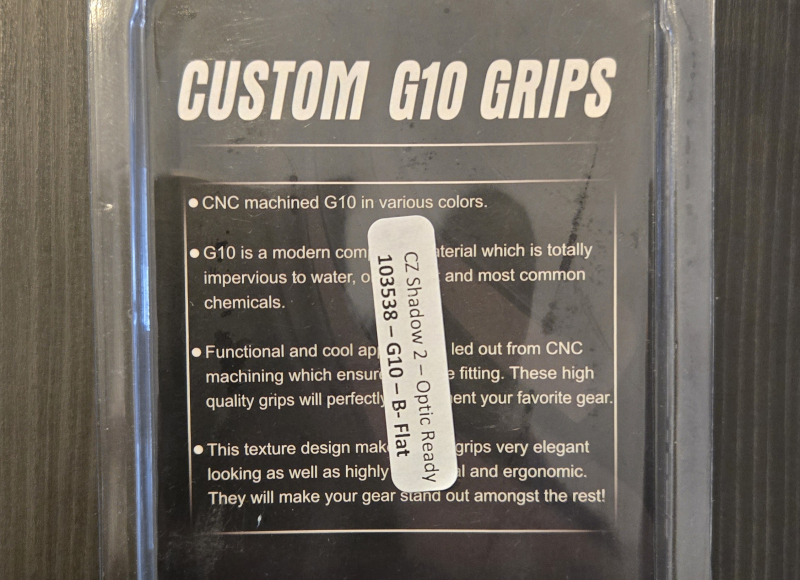 CUSTOM G10 GRIPS
CNC machined G10 in various colors.
G10 is a modern com terial which is totally
impervious to water, o and most common
chemicals.
Functional and cool ap led out from CNC
machining which ensur e fitting. These high
quality grips will perfectly ent your favorite gear.
This texture design mak grips very elegant
looking as well as highly al and ergonomic.
They will make your gear stand out amongst the rest!
CZ Shadow 2 – Optic Ready
103538 – G10 – B- Flat